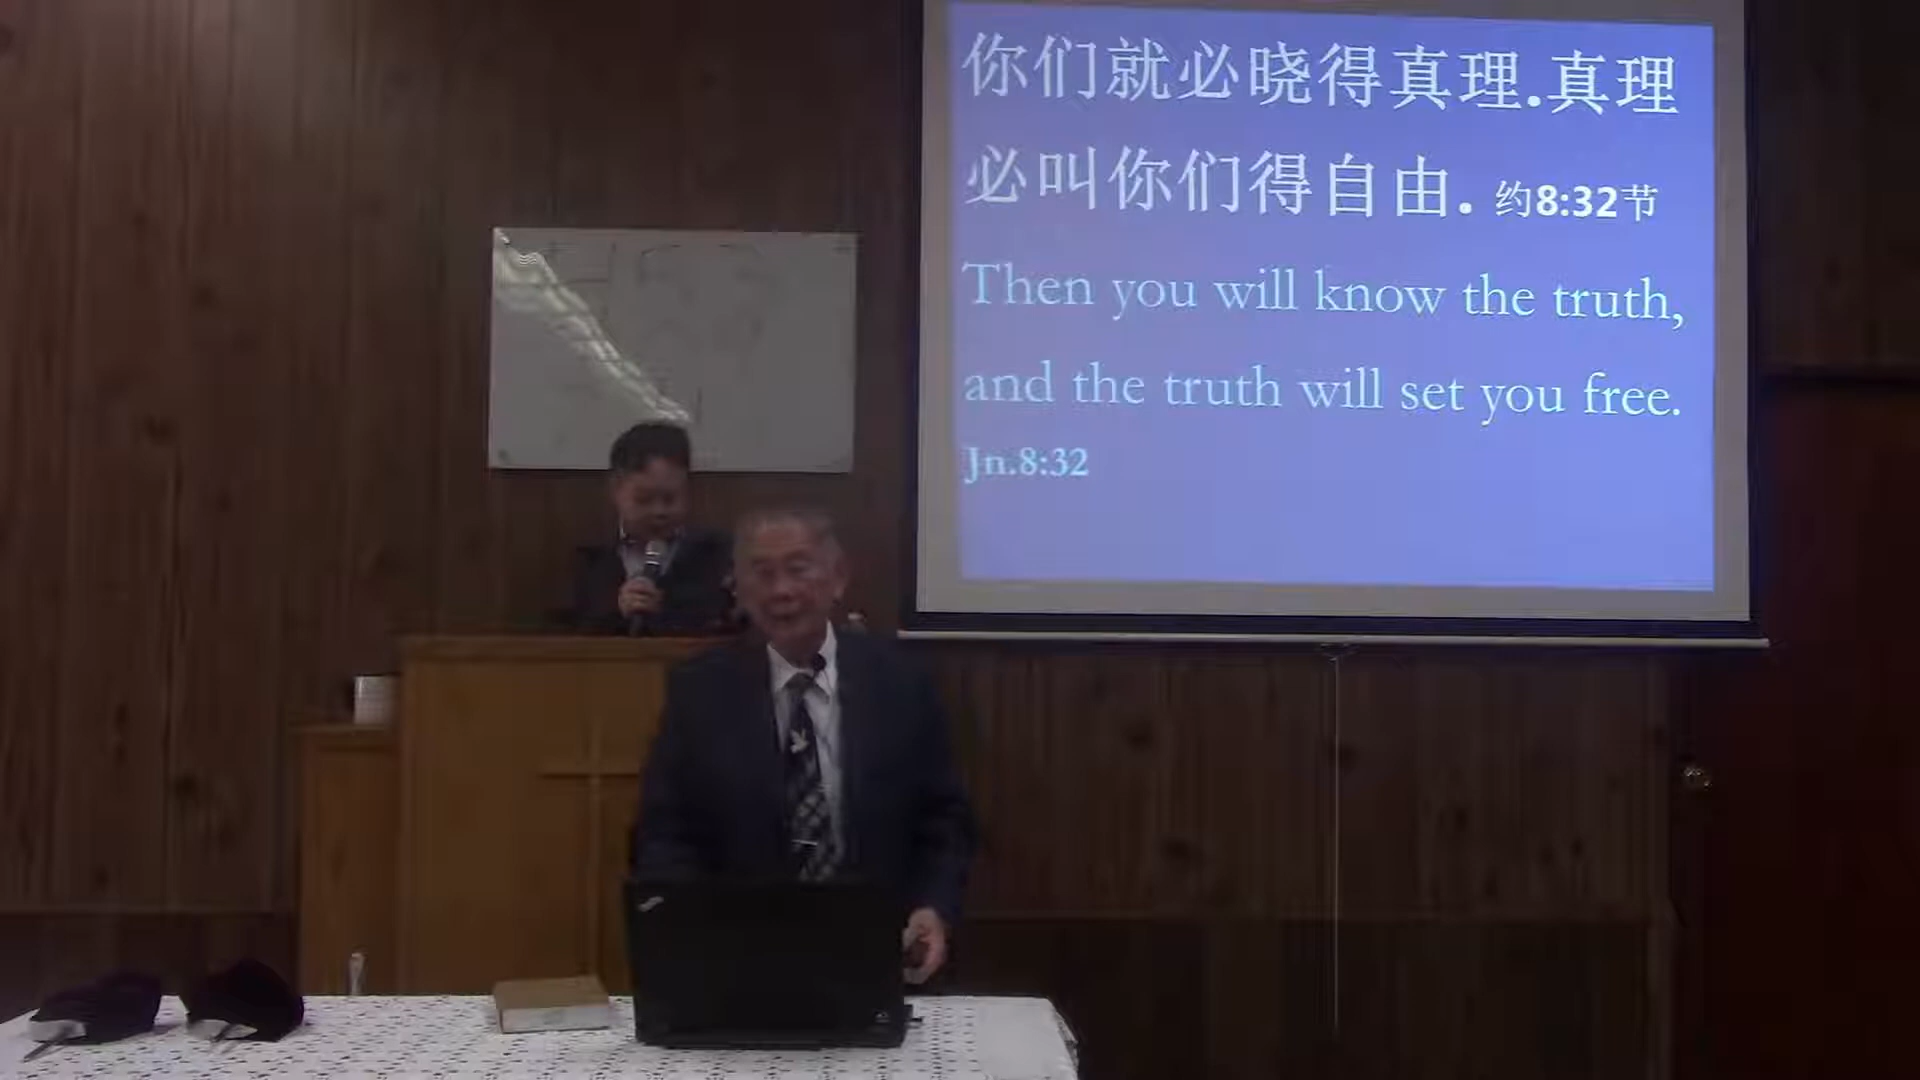 你们就必晓得真理.真理
必叫你们得自由. 约8:32节
Then you will know the truth,
and the truth will set you free.
Jn.8:32